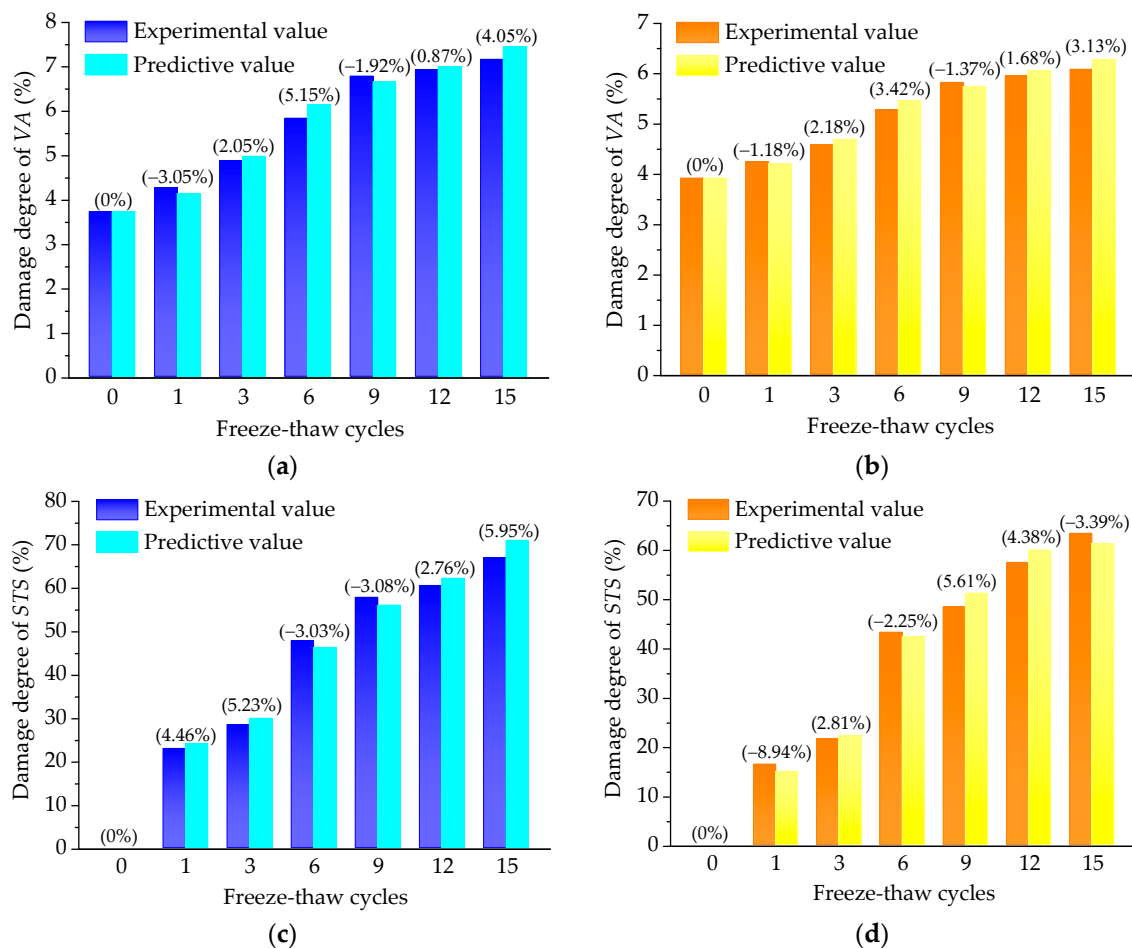 8
7
6
5
4
3
2
1
0
Damage degree of VA (%)
Experimental value
Predictive value
(0%)
(−3.05%)
(2.05%)
(5.15%)
(−1.92%)
(0.87%)
(4.05%)
0 1 3 6 9 12 15
Freeze-thaw cycles
(a)
7
6
5
4
3
2
1
0
Damage degree of VA (%)
Experimental value
Predictive value
(0%)
(−1.18%)
(2.18%)
(3.42%)
(−1.37%)
(1.68%)
(3.13%)
0 1 3 6 9 12 15
Freeze-thaw cycles
(b)
80
70
60
50
40
30
20
10
0
Damage degree of STS (%)
Experimental value
Predictive value
(0%)
(4.46%)
(5.23%)
(−3.03%)
(−3.08%)
(2.76%)
(5.95%)
0 1 3 6 9 12 15
Freeze-thaw cycles
(c)
70
60
50
40
30
20
10
0
Damage degree of STS (%)
Experimental value
Predictive value
(0%)
(−8.94%)
(2.81%)
(−2.25%)
(5.61%)
(4.38%)
(−3.39%)
0 1 3 6 9 12 15
Freeze-thaw cycles
(d)